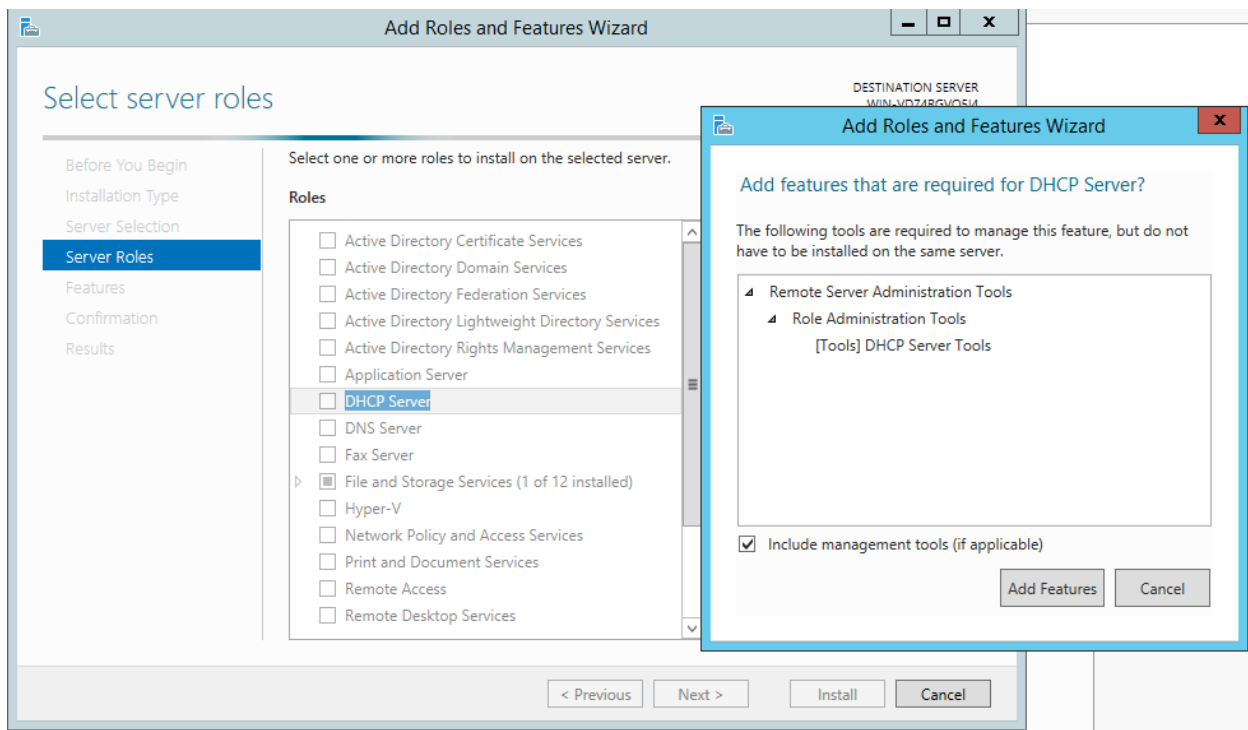 Add Roles and Features Wizard
Select server roles
DESTINATION SERVER
WIN-VD74RGVO5I4
Before You Begin
Installation Type
Server Selection
Server Roles
Features
Confirmation
Results
Select one or more roles to install on the selected server.
Roles
Active Directory Certificate Services
Active Directory Domain Services
Active Directory Federation Services
Active Directory Lightweight Directory Services
Active Directory Rights Management Services
Application Server
DHCP Server
DNS Server
Fax Server
File and Storage Services (1 of 12 installed)
Hyper-V
Network Policy and Access Services
Print and Document Services
Remote Access
Remote Desktop Services
< Previous
Next >
Install
Cancel
Add Roles and Features Wizard
Add features that are required for DHCP Server?
The following tools are required to manage this feature, but do not
have to be installed on the same server.
Remote Server Administration Tools
Role Administration Tools
[Tools] DHCP Server Tools
Include management tools (if applicable)
Add Features
Cancel